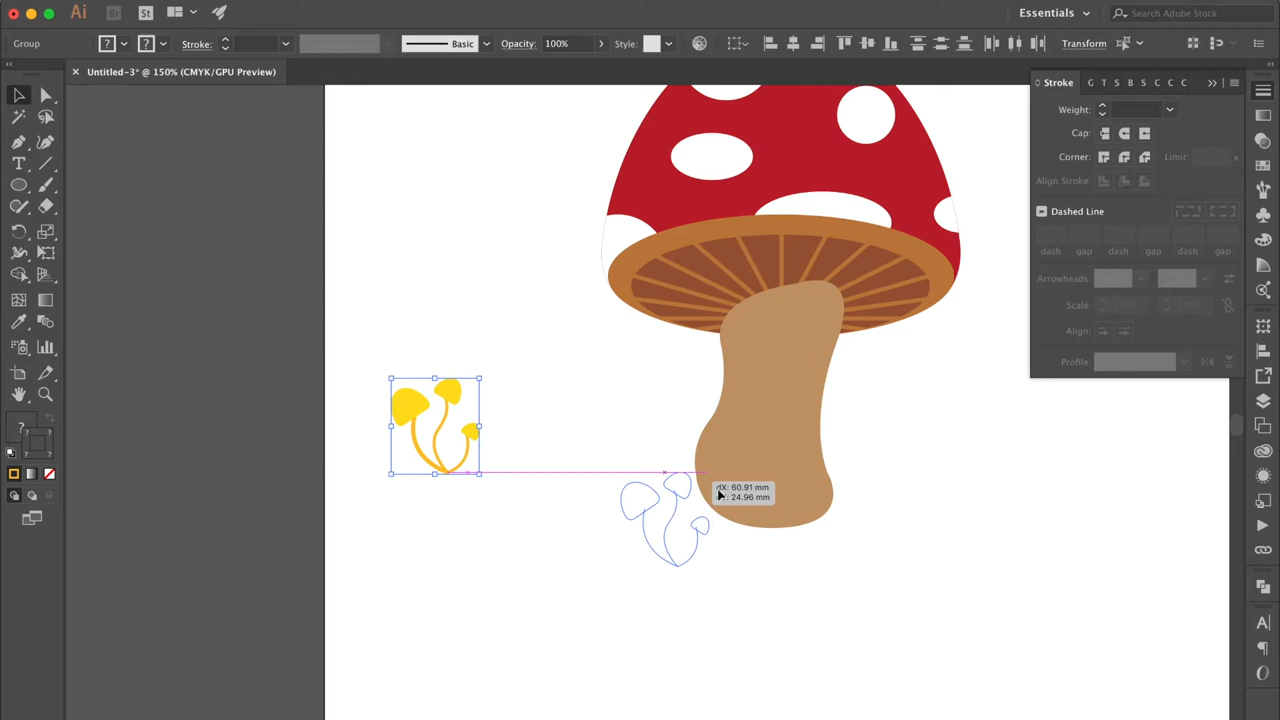 Ai Br St Essentials Search Adobe Stock
Group ? ? Stroke: Basic Opacity: 100% Style: Transform
× Untitled-3* @ 150% (CMYK/GPU Preview)
Stroke G T S B S C C C
Weight:
Cap:
Corner: Limit: x
Align Stroke:
Dashed Line
dash gap dash gap dash gap
Arrowheads:
Scale:
Align:
Profile:
?
dX: 60.91 mm
: 24.96 mm